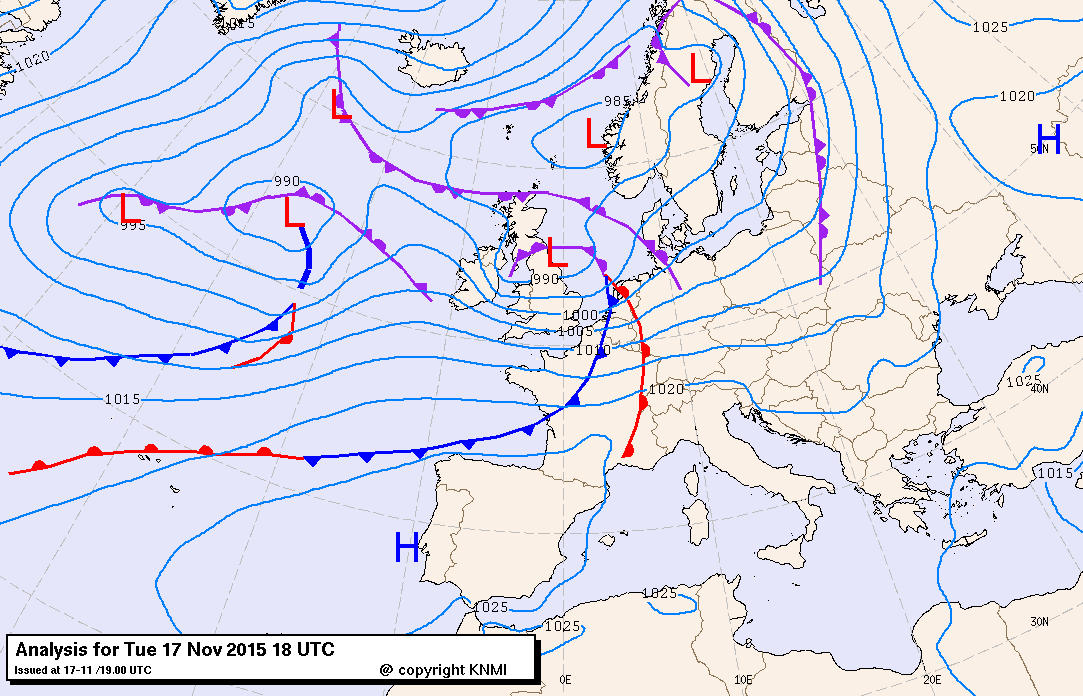 1015
1025
1020
L
985
1020
L
L
H
50N
990
L
L
995
L
990
1000
1005
1010
1025
40N
1020
1015
1015
H
1025
1025
1025
30N
Analysis for Tue 17 Nov 2015 18 UTC
Issued at 17-11 /19.00 UTC
@ copyright KNMI
0E
10E
20E